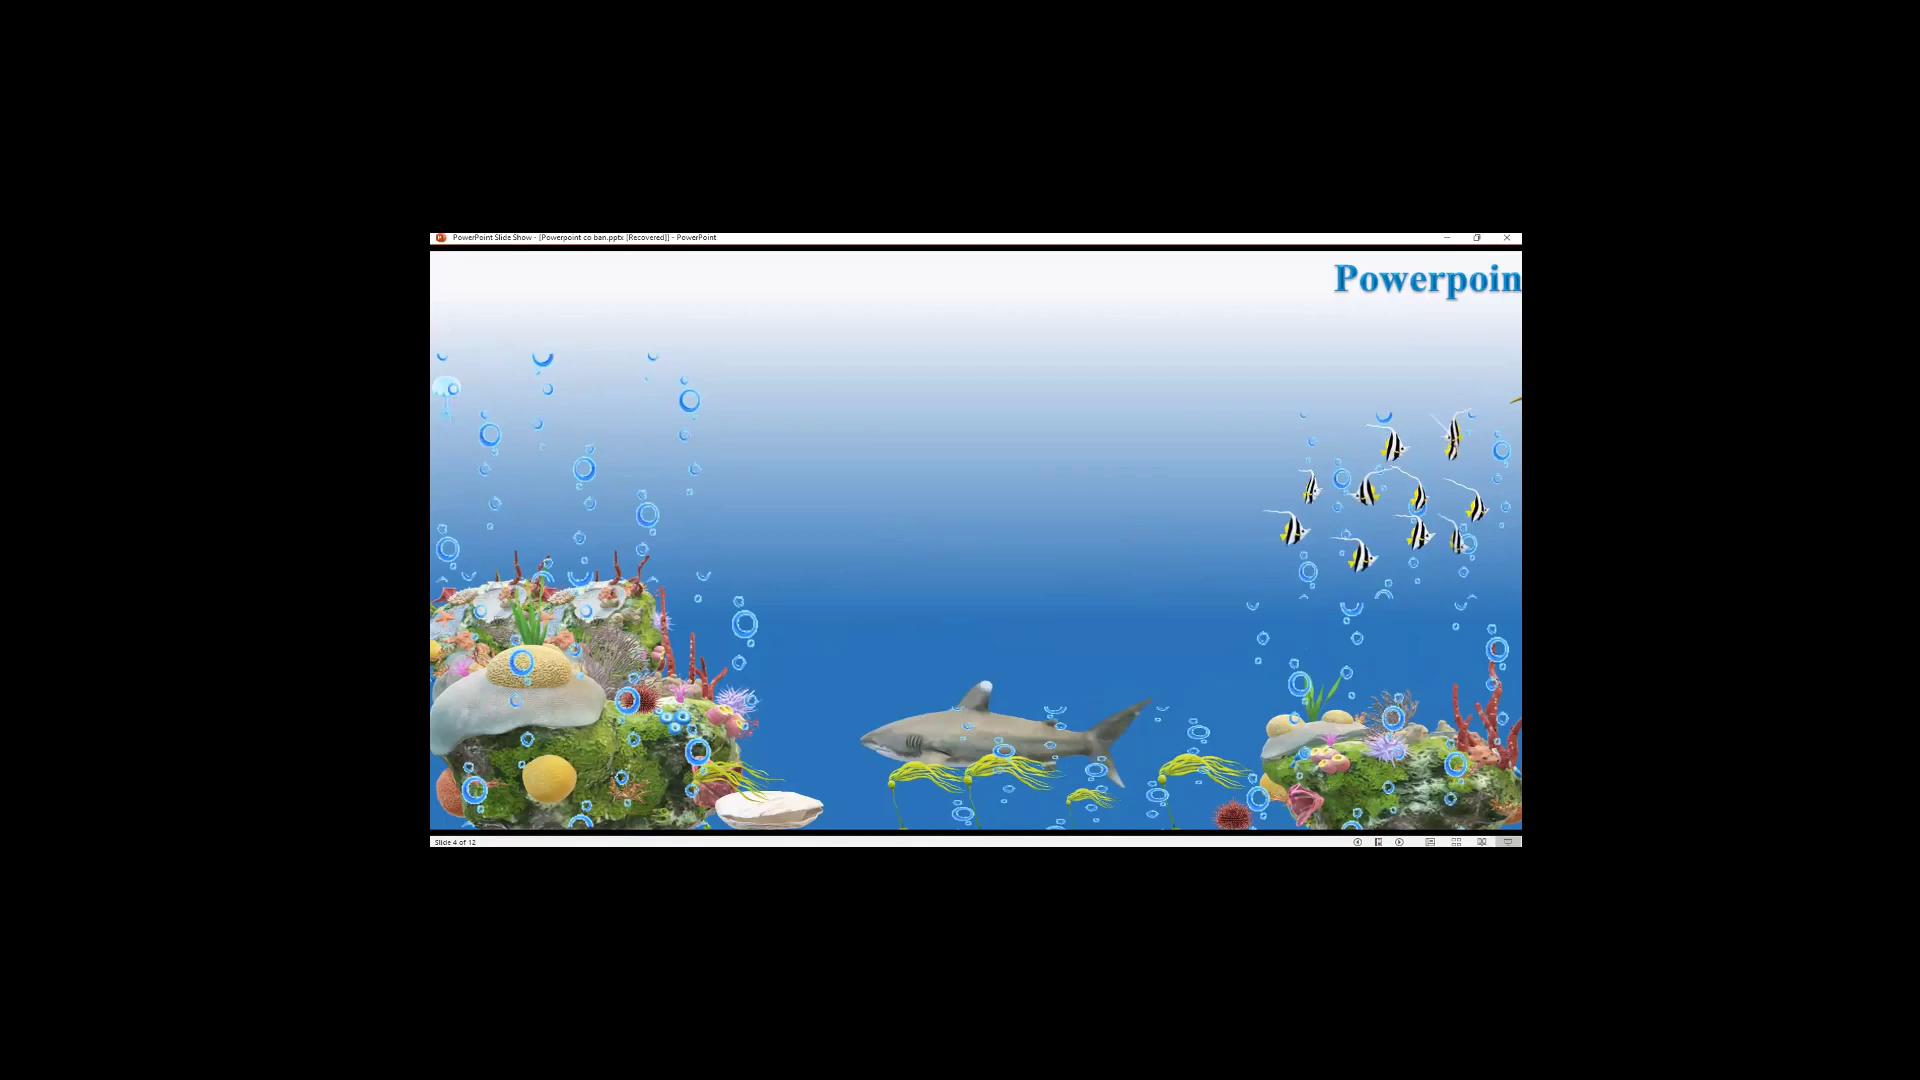 PowerPoint Slide Show - [Powerpoint co ban.pptx [Recovered]] - PowerPoint
Powerpoin
Slide 4 of 12